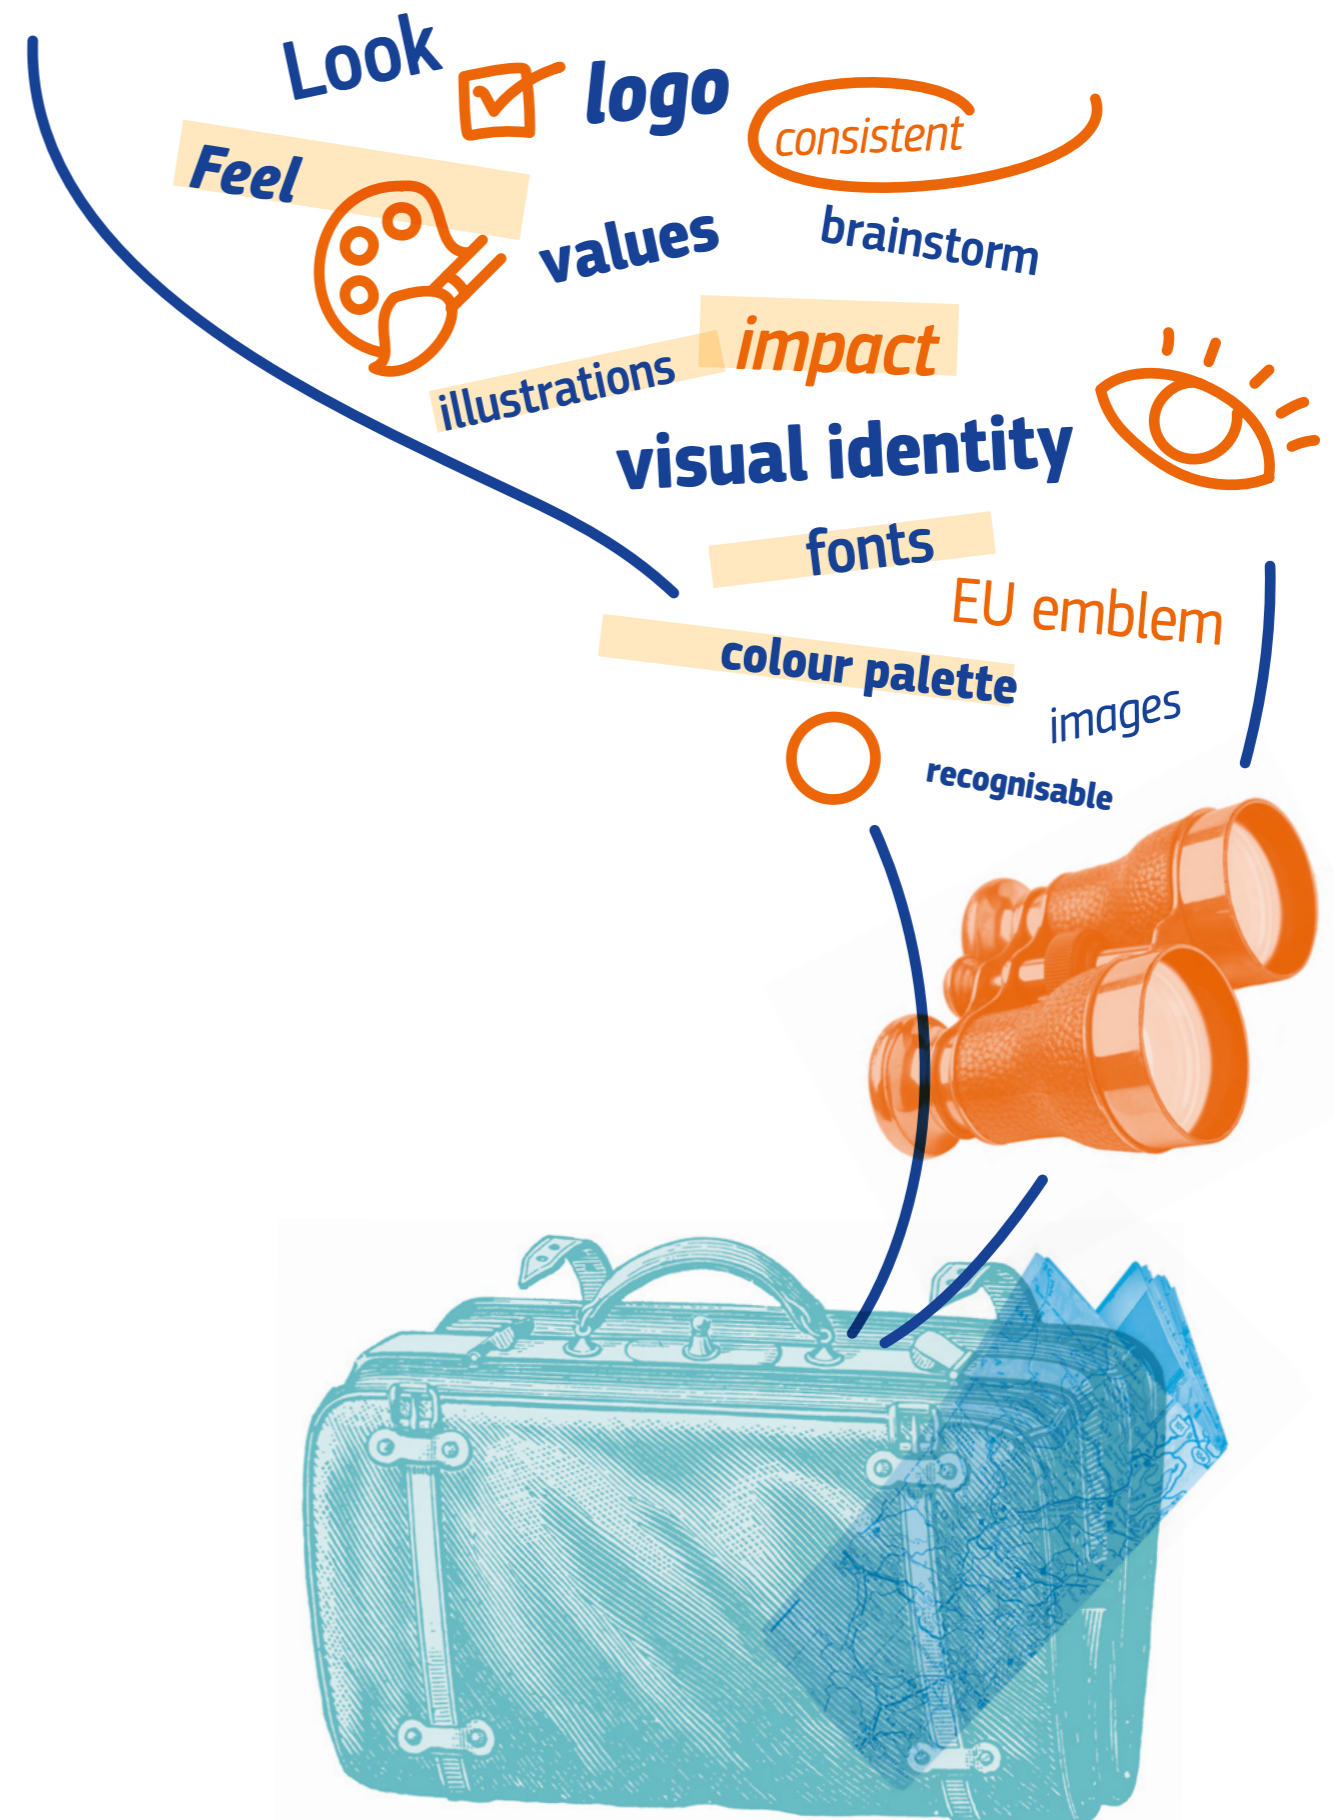 Look
logo
consistent
Feel
values
brainstorm
impact
illustrations
visual identity
fonts
EU emblem
colour palette
images
recognisable